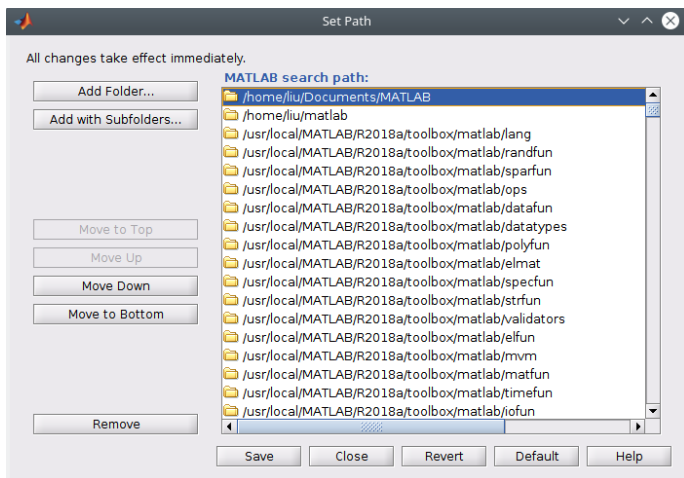 Set Path
All changes take effect immediately.
MATLAB search path:
Add Folder...
Add with Subfolders...
Move to Top
Move Up
Move Down
Move to Bottom
Remove
/home/liu/Documents/MATLAB
/home/liu/matlab
/usr/local/MATLAB/R2018a/toolbox/matlab/lang
/usr/local/MATLAB/R2018a/toolbox/matlab/randfun
/usr/local/MATLAB/R2018a/toolbox/matlab/sparfun
/usr/local/MATLAB/R2018a/toolbox/matlab/ops
/usr/local/MATLAB/R2018a/toolbox/matlab/datafun
/usr/local/MATLAB/R2018a/toolbox/matlab/datatypes
/usr/local/MATLAB/R2018a/toolbox/matlab/polyfun
/usr/local/MATLAB/R2018a/toolbox/matlab/elmat
/usr/local/MATLAB/R2018a/toolbox/matlab/specfun
/usr/local/MATLAB/R2018a/toolbox/matlab/strfun
/usr/local/MATLAB/R2018a/toolbox/matlab/validators
/usr/local/MATLAB/R2018a/toolbox/matlab/elfun
/usr/local/MATLAB/R2018a/toolbox/matlab/mvm
/usr/local/MATLAB/R2018a/toolbox/matlab/matfun
/usr/local/MATLAB/R2018a/toolbox/matlab/timefun
/usr/local/MATLAB/R2018a/toolbox/matlab/iofun
Save Close Revert Default Help